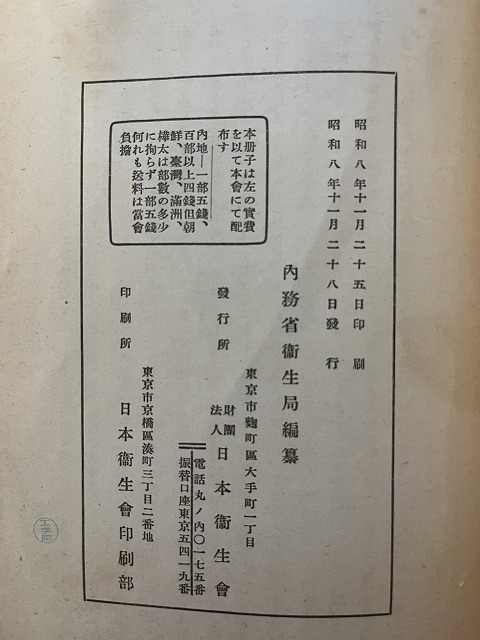 昭和八年十一月二十五日印刷
昭和八年十一月二十八日發行
內務省衞生局編纂
東京市麴町區大手町一丁目
發行所 財團法人 日本衞生會
電話丸ノ內〇一七五番
振替口座東京五四一九番
東京市京橋區湊町三丁目二番地
印刷所 日本衞生會印刷部
本册子は左の實費
を以て本會にて配
布す
內地―一部五錢、
百部以上四錢但朝
鮮、臺灣、滿洲、
樺太は部數の多少
に拘らず一部五錢
何れも送料は當會
負擔
工学院